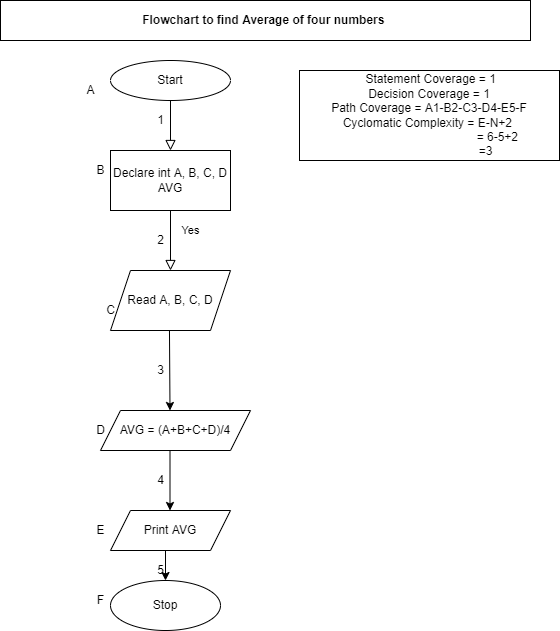 Flowchart to find Average of four numbers
Start
A
Statement Coverage = 1
Decision Coverage = 1
Path Coverage = A1-B2-C3-D4-E5-F
Cyclomatic Complexity = E-N+2
= 6-5+2
=3
1
B
Declare int A, B, C, D
AVG
Yes
2
Read A, B, C, D
C
3
D
AVG = (A+B+C+D)/4
4
E
Print AVG
5
F
Stop